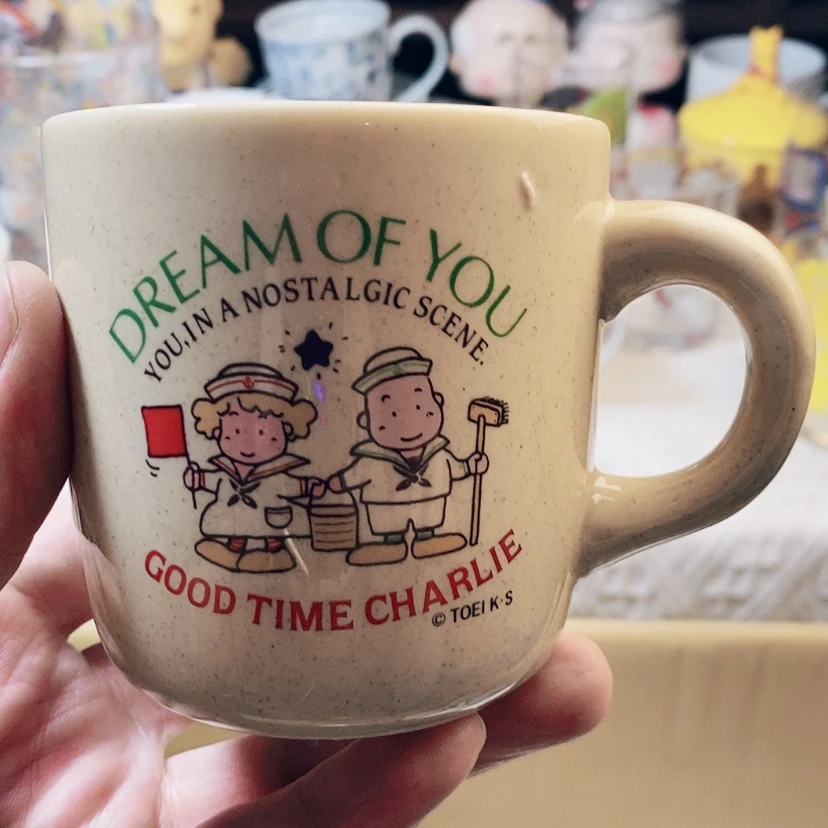 DREAM OF YOU
YOU,IN A NOSTALGIC SCENE.
GOOD TIME CHARLIE
© TOEI K·S